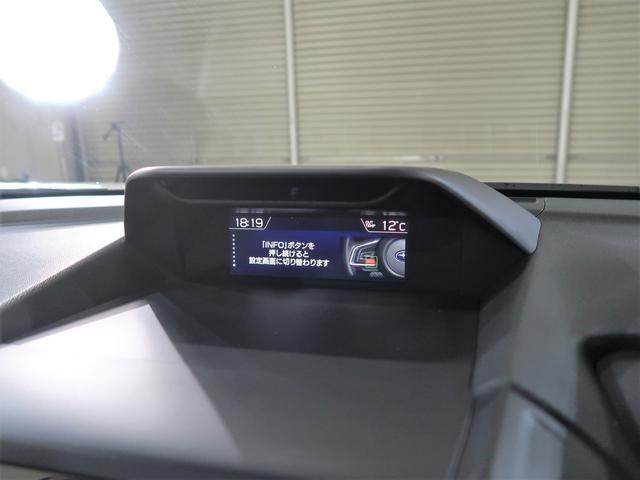 18:19
12℃
「INFO」ボタンを
押し続けると
設定画面に切り替わります